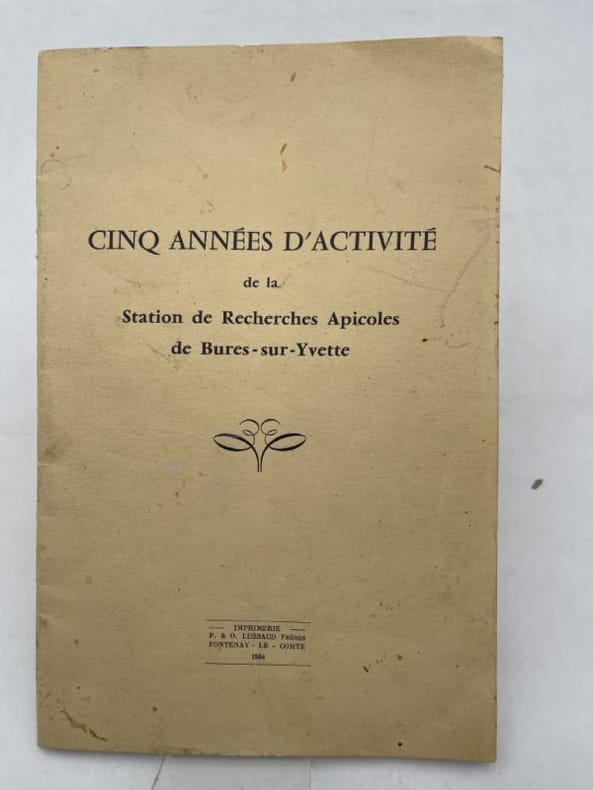 CINQ ANNÉES D'ACTIVITÉ
de la
Station de Recherches Apicoles
de Bures-sur-Yvette
IMPRIMERIE
P. & O. LUSSAUD Frères
FONTENAY - LE - COMTE
1954